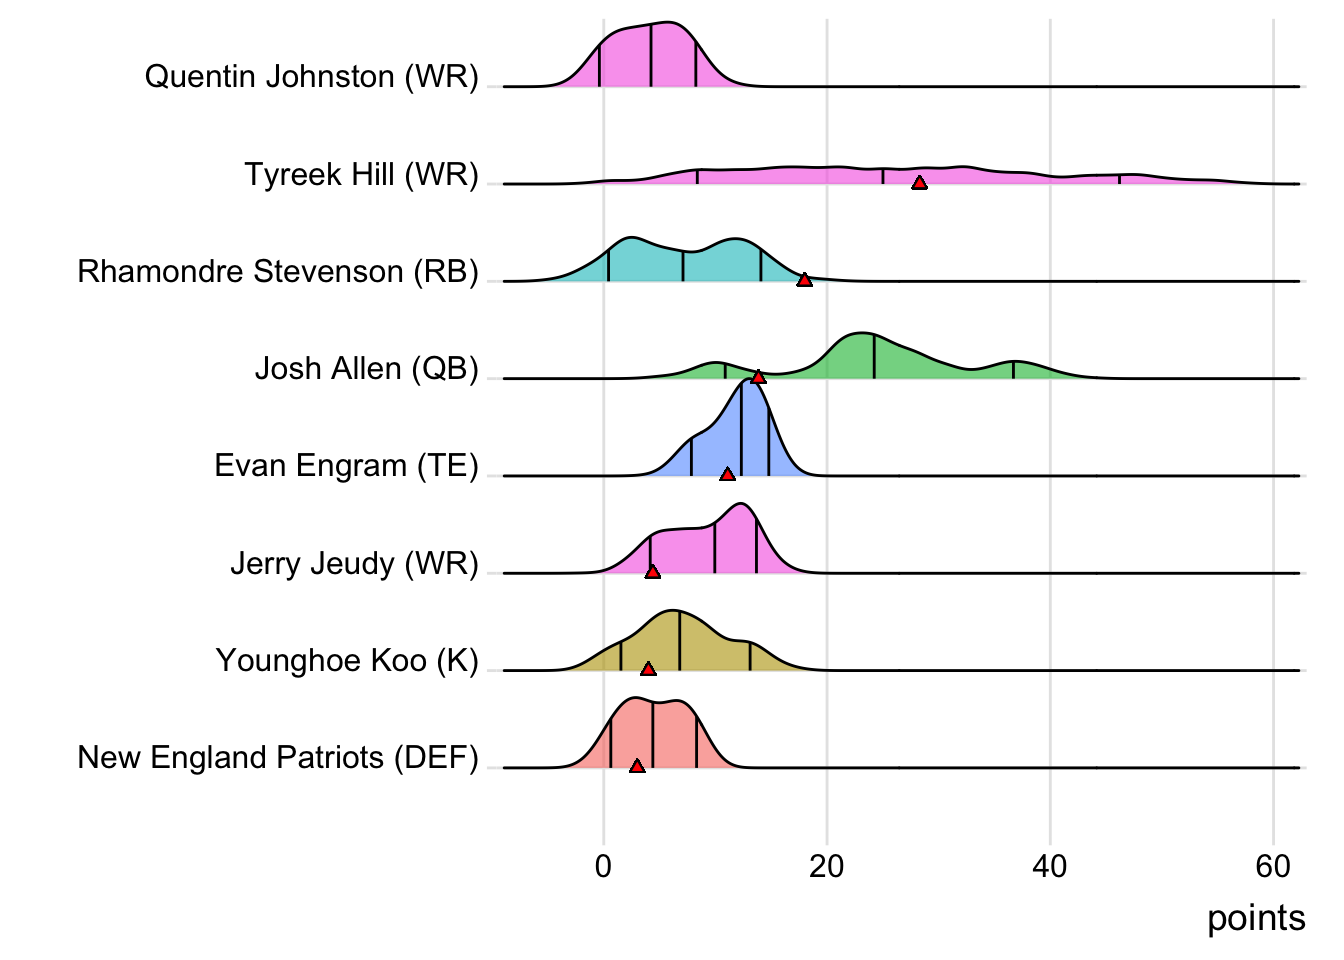 Quentin Johnston (WR)
Tyreek Hill (WR)
Rhamondre Stevenson (RB)
Josh Allen (QB)
Evan Engram (TE)
Jerry Jeudy (WR)
Younghoe Koo (K)
New England Patriots (DEF)
0 20 40 60
points